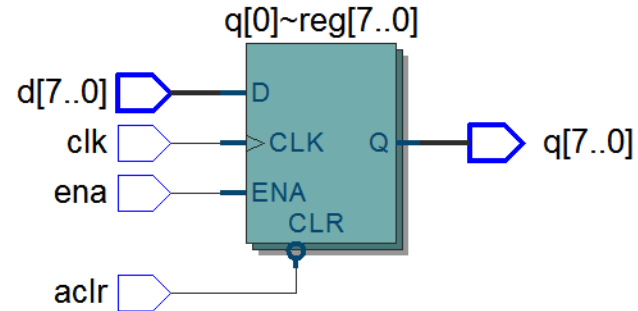 q[0]~reg[7..0]
d[7..0]
D
clk
CLK
Q
q[7..0]
ena
ENA
CLR
aclr